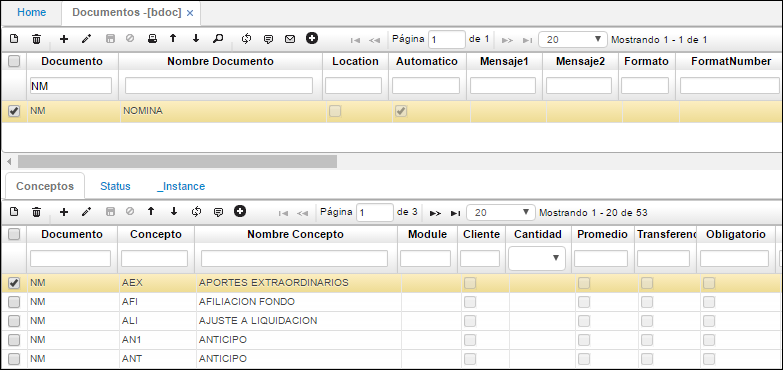 Home Documentos -[bdoc] ×
Página 1 de 1 20 Mostrando 1 - 1 de 1
Documento Nombre Documento Location Automatico Mensaje1 Mensaje2 Formato FormatNumber
NM
NM NOMINA
Conceptos Status _Instance
Página 1 de 3 20 Mostrando 1 - 20 de 53
Documento Concepto Nombre Concepto Module Cliente Cantidad Promedio Transferenc Obligatorio
NM AEX APORTES EXTRAORDINARIOS
NM AFI AFILIACION FONDO
NM ALI AJUSTE A LIQUIDACION
NM AN1 ANTICIPO
NM ANT ANTICIPO